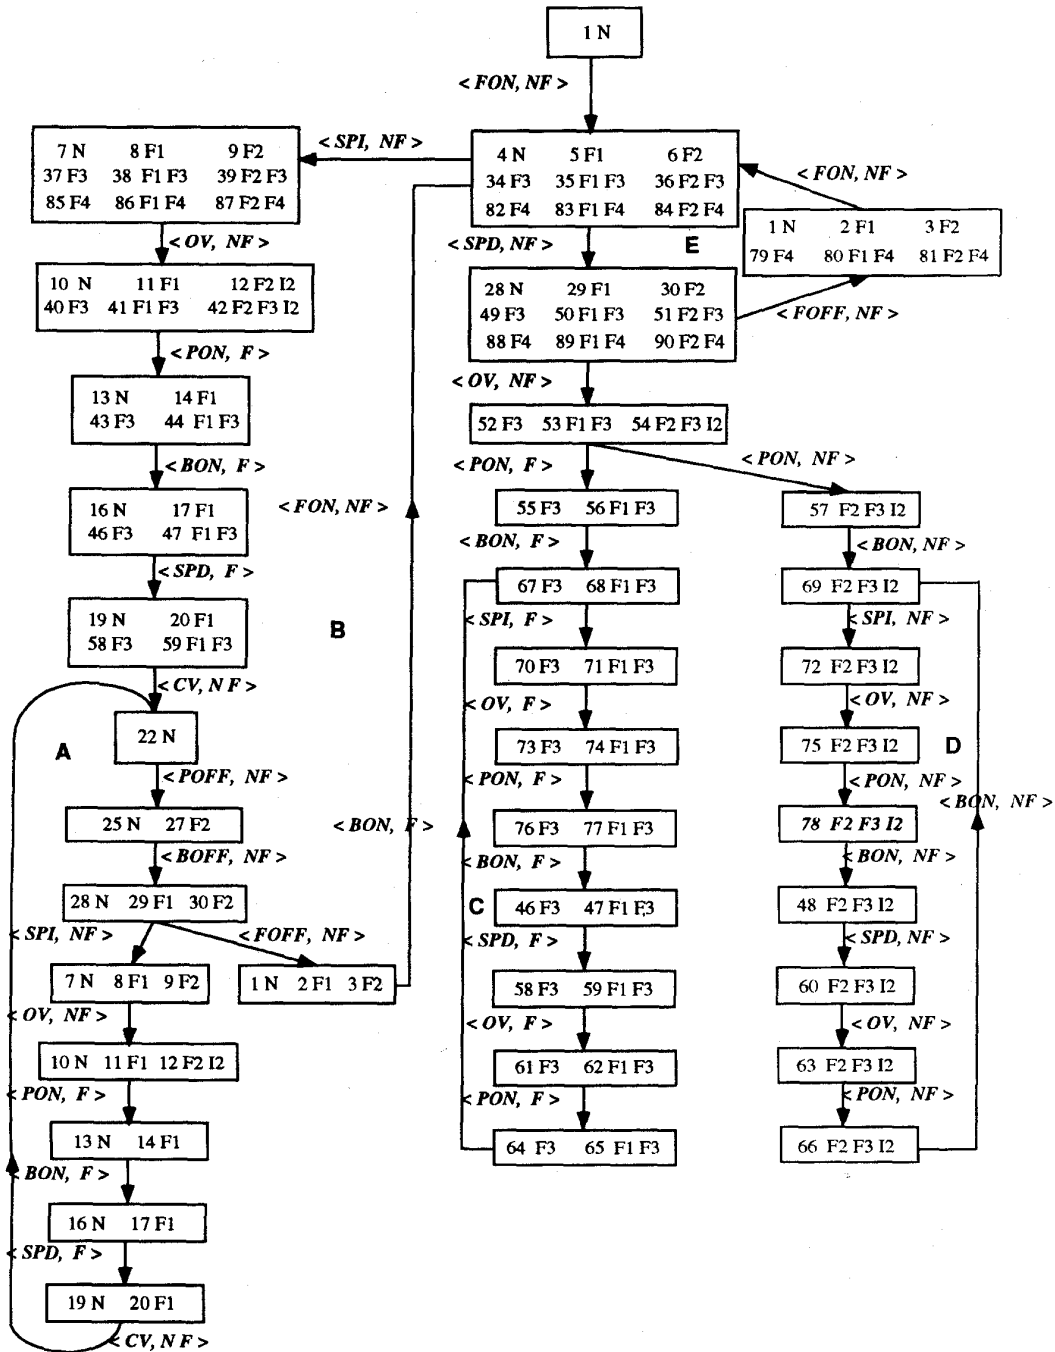 1 N
< FON, NF >
7 N 8 F1 9 F2
37 F3 38 F1 F3 39 F2 F3
85 F4 86 F1 F4 87 F2 F4
< SPI, NF >
4 N 5 F1 6 F2
34 F3 35 F1 F3 36 F2 F3
82 F4 83 F1 F4 84 F2 F4
< FON, NF >
1 N 2 F1 3 F2
79 F4 80 F1 F4 81 F2 F4
< OV, NF >
< SPD, NF >
E
10 N 11 F1 12 F2 I2
40 F3 41 F1 F3 42 F2 F3 I2
28 N 29 F1 30 F2
49 F3 50 F1 F3 51 F2 F3
88 F4 89 F1 F4 90 F2 F4
< FOFF, NF >
< PON, F >
< OV, NF >
13 N 14 F1
43 F3 44 F1 F3
52 F3 53 F1 F3 54 F2 F3 I2
< BON, F >
< PON, F >
< PON, NF >
16 N 17 F1
46 F3 47 F1 F3
< FON, NF >
55 F3 56 F1 F3
57 F2 F3 I2
< SPD, F >
< BON, F >
< BON, NF >
19 N 20 F1
58 F3 59 F1 F3
B
67 F3 68 F1 F3
69 F2 F3 I2
< SPI, F >
< SPI, NF >
< CV, N F >
70 F3 71 F1 F3
72 F2 F3 I2
< OV, F >
< OV, NF >
A
22 N
73 F3 74 F1 F3
75 F2 F3 I2
D
< POFF, NF >
< PON, F >
< PON, NF >
25 N 27 F2
< BON, F >
76 F3 77 F1 F3
78 F2 F3 I2
< BON, NF >
< BOFF, NF >
< BON, F >
< BON, NF >
28 N 29 F1 30 F2
C
46 F3 47 F1 F3
48 F2 F3 I2
< SPI, NF >
< FOFF, NF >
< SPD, F >
< SPD, NF >
7 N 8 F1 9 F2
1 N 2 F1 3 F2
58 F3 59 F1 F3
60 F2 F3 I2
< OV, NF >
< OV, F >
< OV, NF >
10 N 11 F1 12 F2 I2
61 F3 62 F1 F3
63 F2 F3 I2
< PON, F >
< PON, F >
< PON, NF >
13 N 14 F1
64 F3 65 F1 F3
66 F2 F3 I2
< BON, F >
16 N 17 F1
< SPD, F >
19 N 20 F1
< CV, N F >